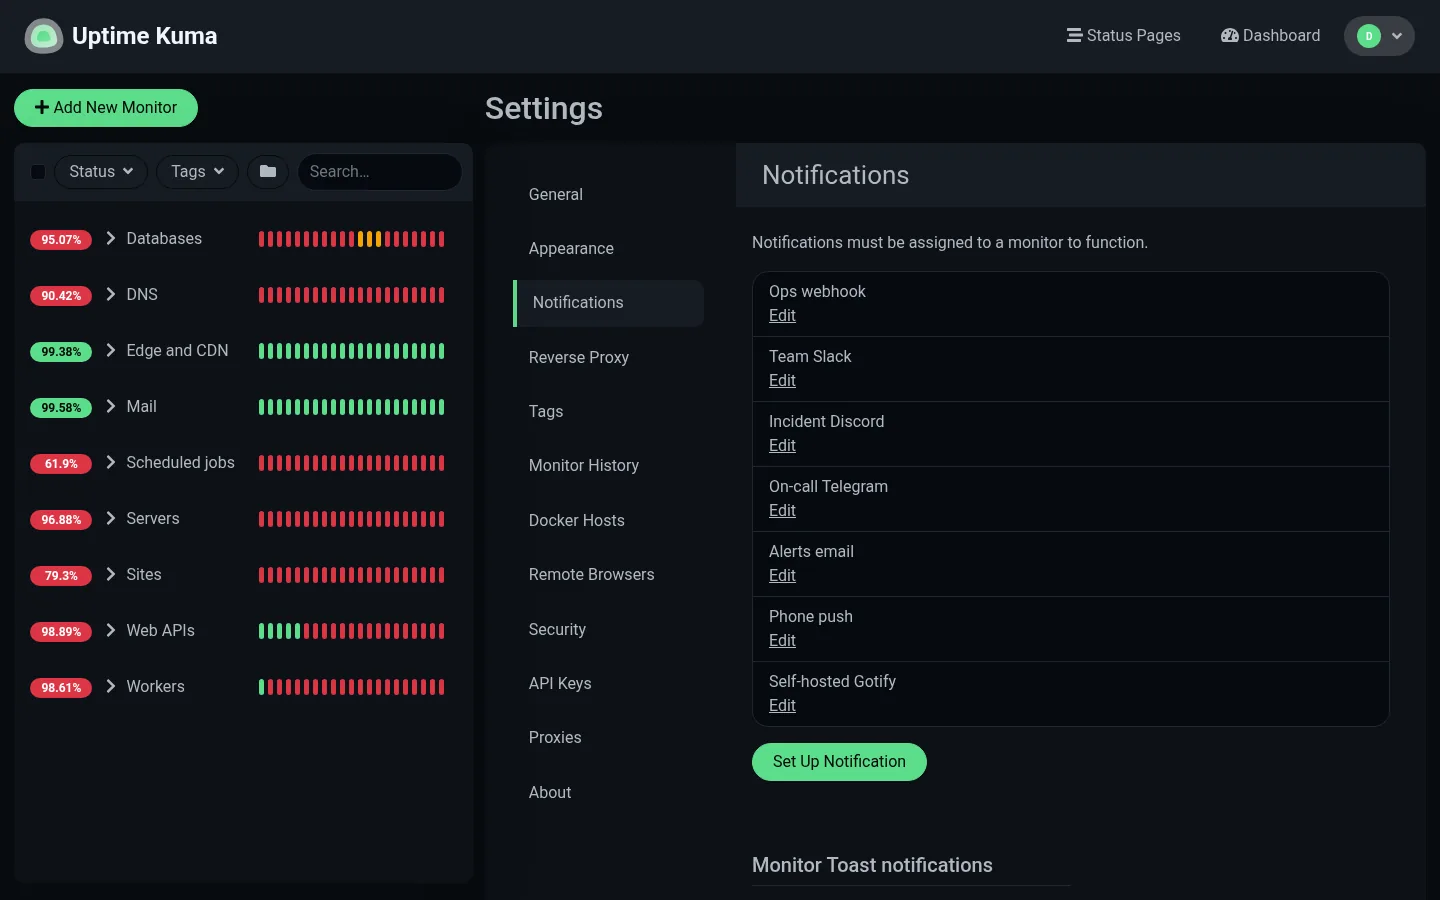 Uptime Kuma
Status Pages
Dashboard
D
Add New Monitor
Status
Tags
Search...
95.07%
Databases
90.42%
DNS
99.38%
Edge and CDN
99.58%
Mail
61.9%
Scheduled jobs
96.88%
Servers
79.3%
Sites
98.89%
Web APIs
98.61%
Workers
Settings
General
Appearance
Notifications
Reverse Proxy
Tags
Monitor History
Docker Hosts
Remote Browsers
Security
API Keys
Proxies
About
Notifications
Notifications must be assigned to a monitor to function.
Ops webhook
Edit
Team Slack
Edit
Incident Discord
Edit
On-call Telegram
Edit
Alerts email
Edit
Phone push
Edit
Self-hosted Gotify
Edit
Set Up Notification
Monitor Toast notifications